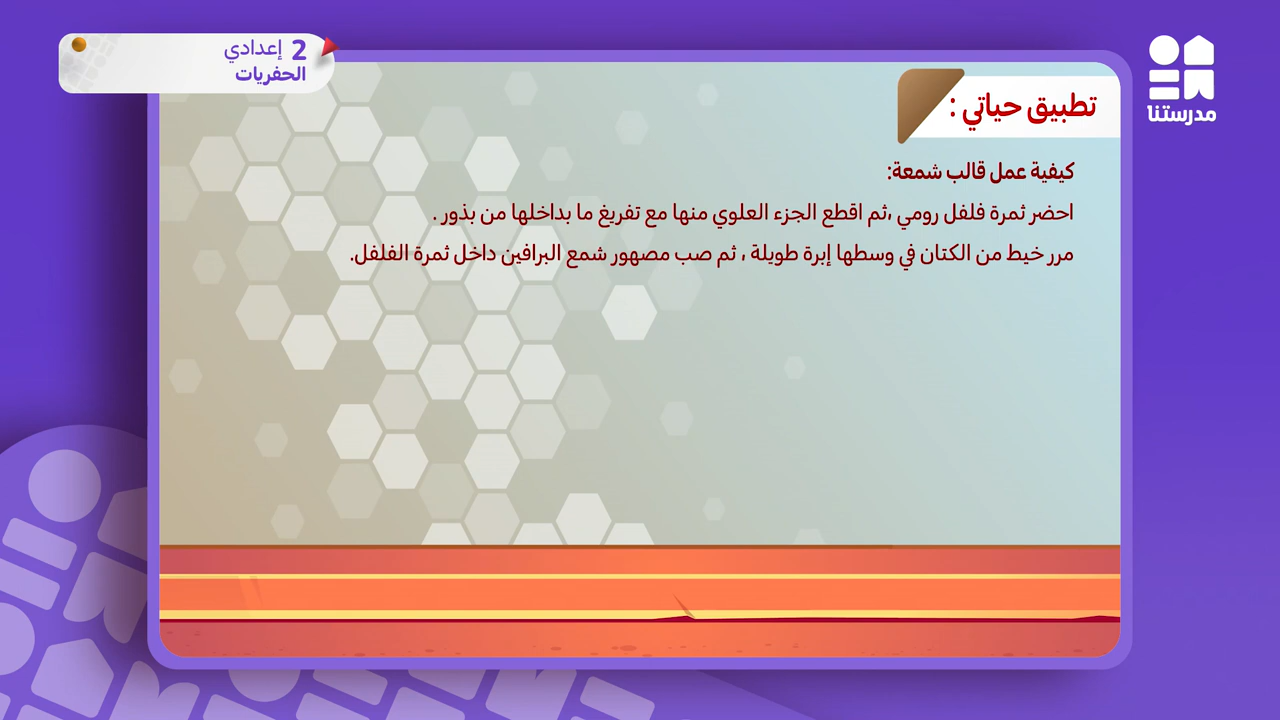 2 إعدادي
الحفريات
مدرستنا
تطبيق حياتي :
كيفية عمل قالب شمعة:
احضر ثمرة فلفل رومي ،ثم اقطع الجزء العلوي منها مع تفريغ ما بداخلها من بذور .
مرر خيط من الكتان في وسطها إبرة طويلة ، ثم صب مصهور شمع البرافين داخل ثمرة الفلفل.